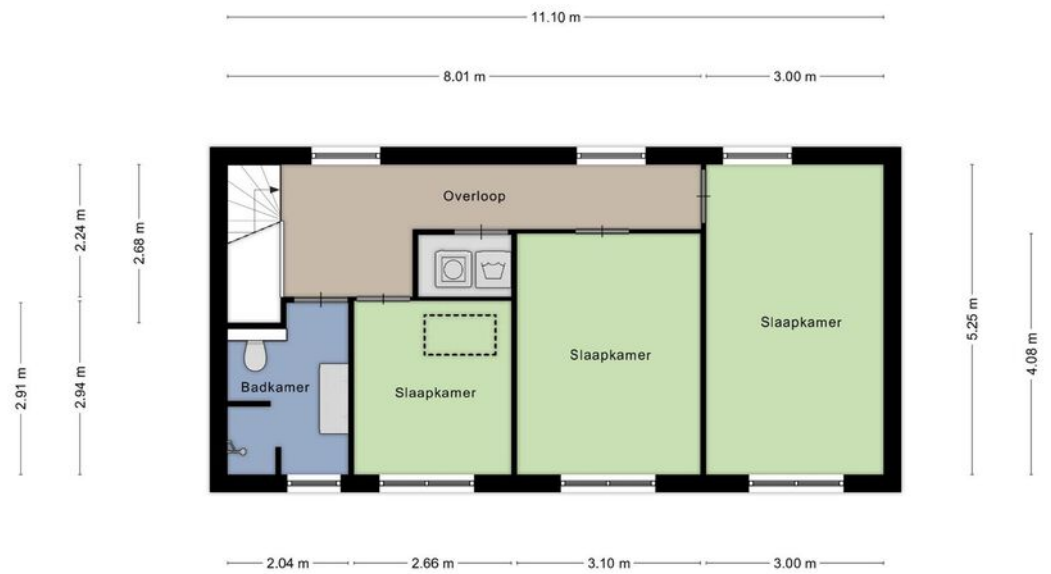 11.10 m
8.01 m
3.00 m
Overloop
2.24 m
2.68 m
5.25 m
4.08 m
Slaapkamer
Slaapkamer
Slaapkamer
Badkamer
2.91 m
2.94 m
2.04 m
2.66 m
3.10 m
3.00 m